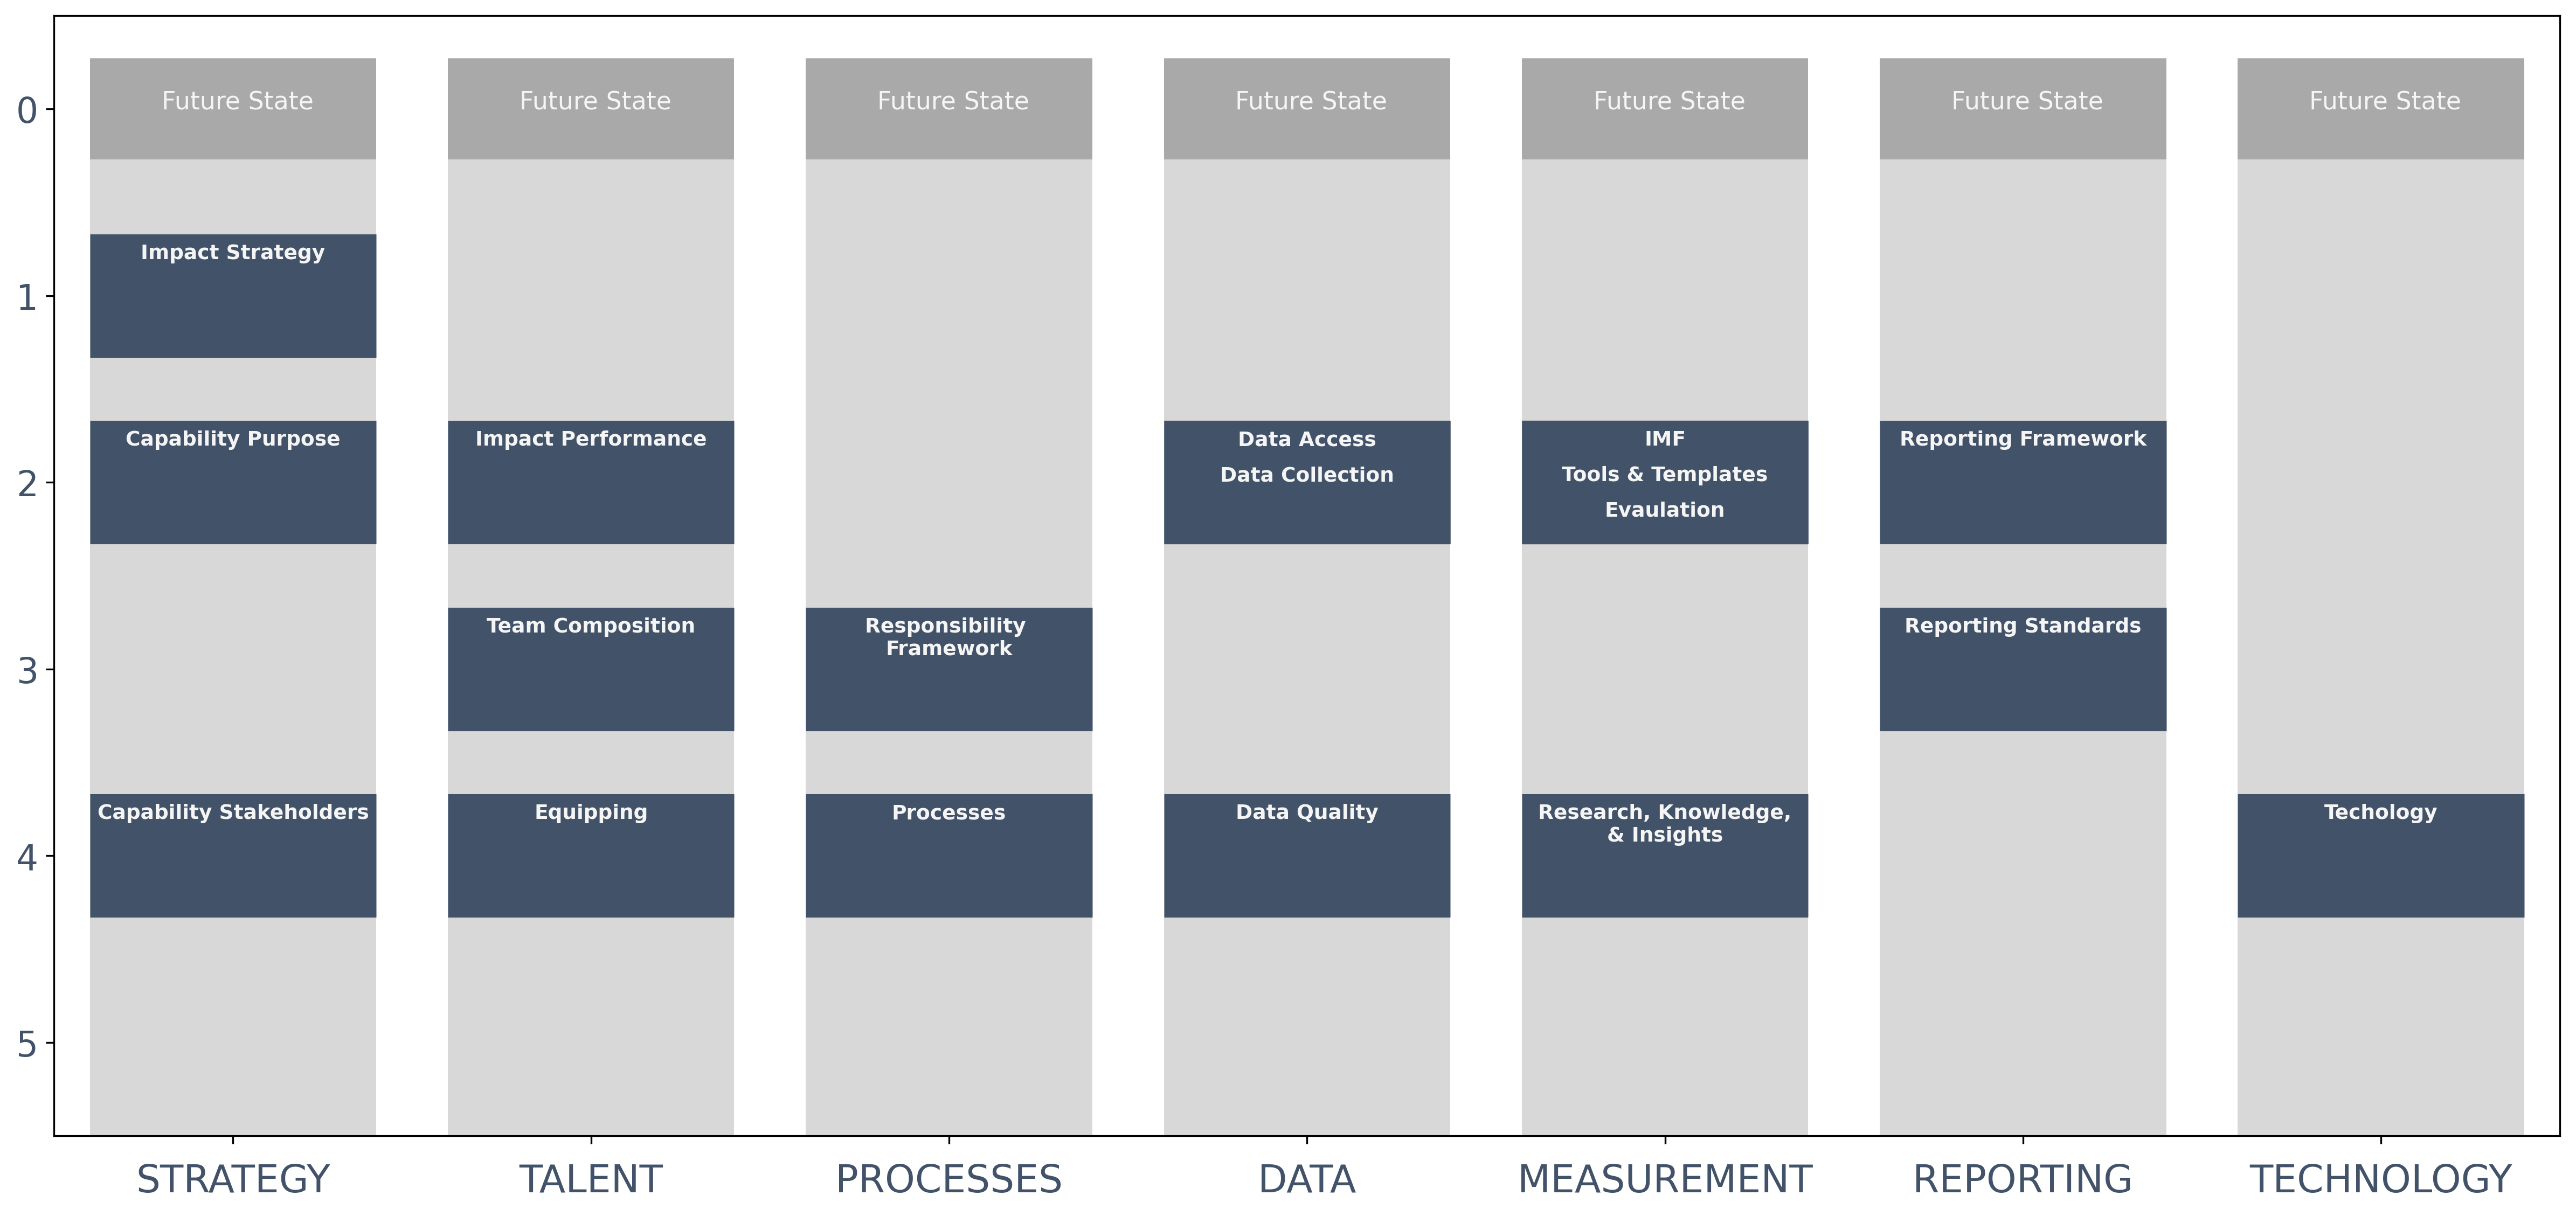 Future State Future State Future State Future State Future State Future State Future State
0
Impact Strategy
1
Capability Purpose Impact Performance Data Access IMF Reporting Framework
Data Collection Tools & Templates
2
Evaulation
Team Composition Responsibility Reporting Standards
Framework
3
Capability Stakeholders Equipping Processes Data Quality Research, Knowledge, Techology
& Insights
4
5
STRATEGY TALENT PROCESSES DATA MEASUREMENT REPORTING TECHNOLOGY